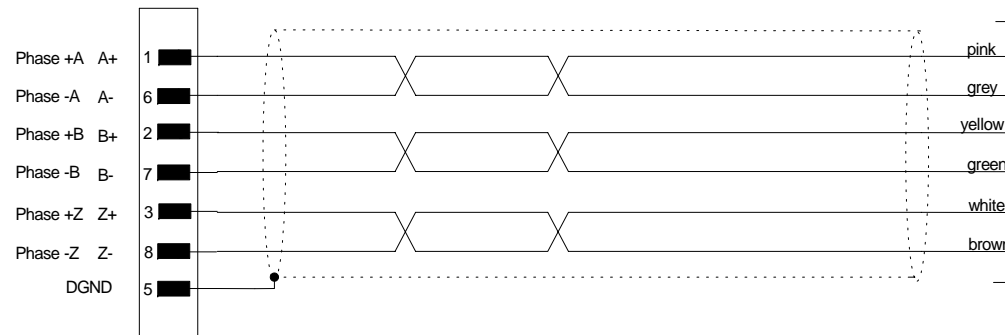 Phase +A A+ 1 pink
Phase -A A- 6 grey
Phase +B B+ 2 yellow
Phase -B B- 7 green
Phase +Z Z+ 3 white
Phase -Z Z- 8 brown
DGND 5